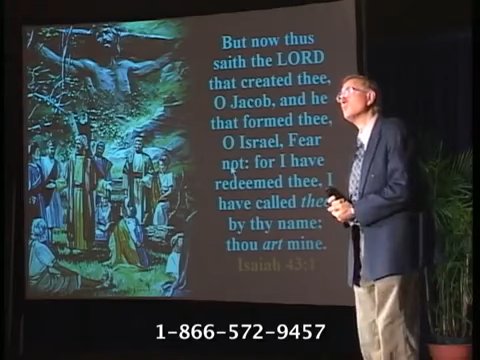 But now thus
saith the LORD
that created thee,
O Jacob, and he
that formed thee,
O Israel, Fear
not: for I have
redeemed thee, I
have called thee
by thy name;
thou art mine.
Isaiah 43:1
1-866-572-9457